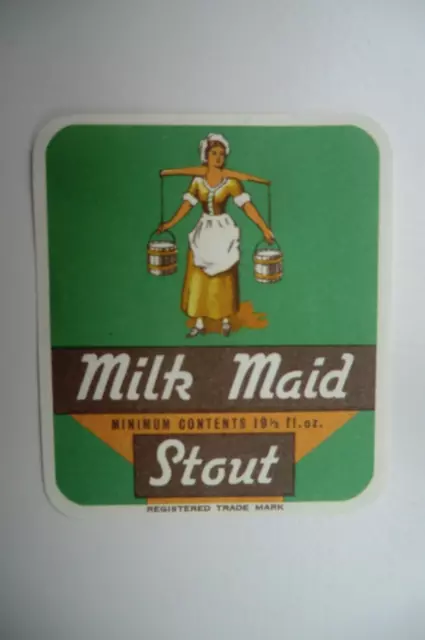 Milk Maid
MINIMUM CONTENTS 19½ fl.oz.
Stout
REGISTERED TRADE MARK